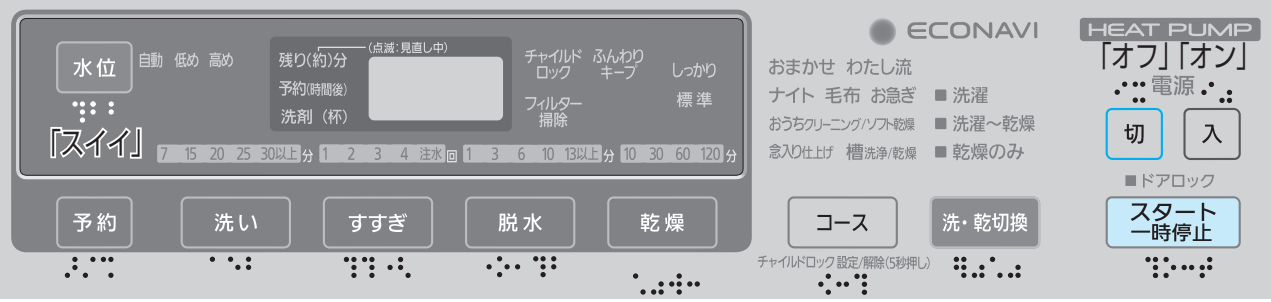 ECONAVI
HEAT PUMP
「オフ」「オン」
電源
水位
自動 低め 高め
「スイイ」
残り(約)分
(点滅:見直し中)
予約(時間後)
洗剤(杯)
チャイルドロック
ふんわりキープ
しっかり
フィルター掃除
標準
7 15 20 25 30以上 分
1 2 3 4 注水 回
1 3 6 10 13以上 分
10 30 60 120 分
おまかせ わたし流
ナイト 毛布 お急ぎ
おうちクリーニング/ソフト乾燥
念入り仕上げ 槽洗浄/乾燥
■ 洗濯
■ 洗濯~乾燥
■ 乾燥のみ
切
入
■ドアロック
予約
洗い
すすぎ
脱水
乾燥
コース
洗・乾切換
スタート
一時停止
チャイルドロック 設定/解除(5秒押し)